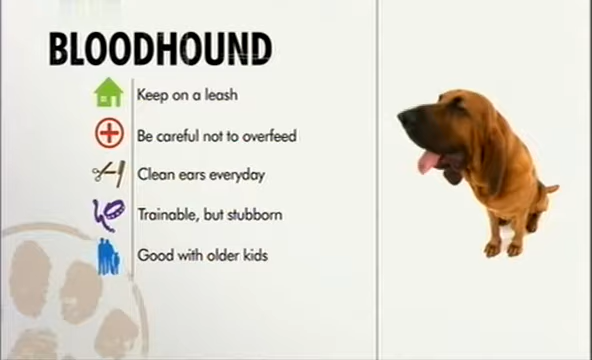 BLOODHOUND
Keep on a leash
Be careful not to overfeed
Clean ears everyday
Trainable, but stubborn
Good with older kids